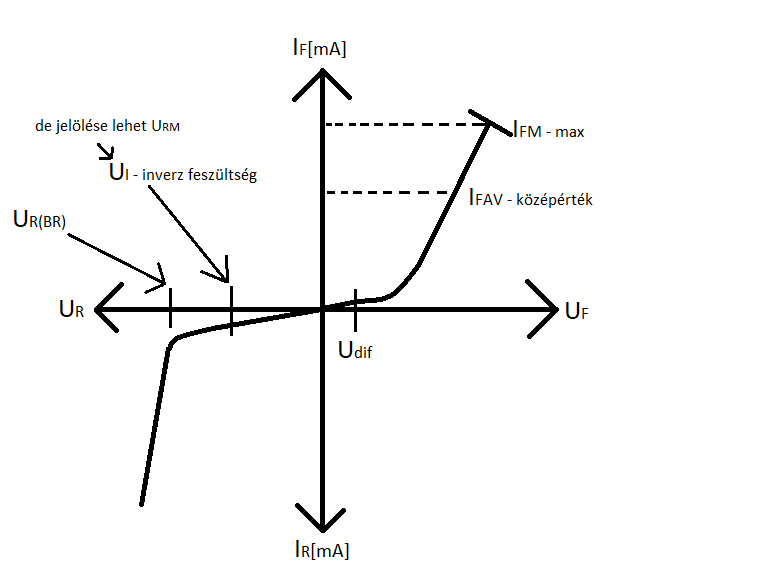 IF[mA]
de jelölése lehet URM
UI - inverz feszültség
UR(BR)
IFM - max
IFAV - középérték
UR
UF
Udif
IR[mA]